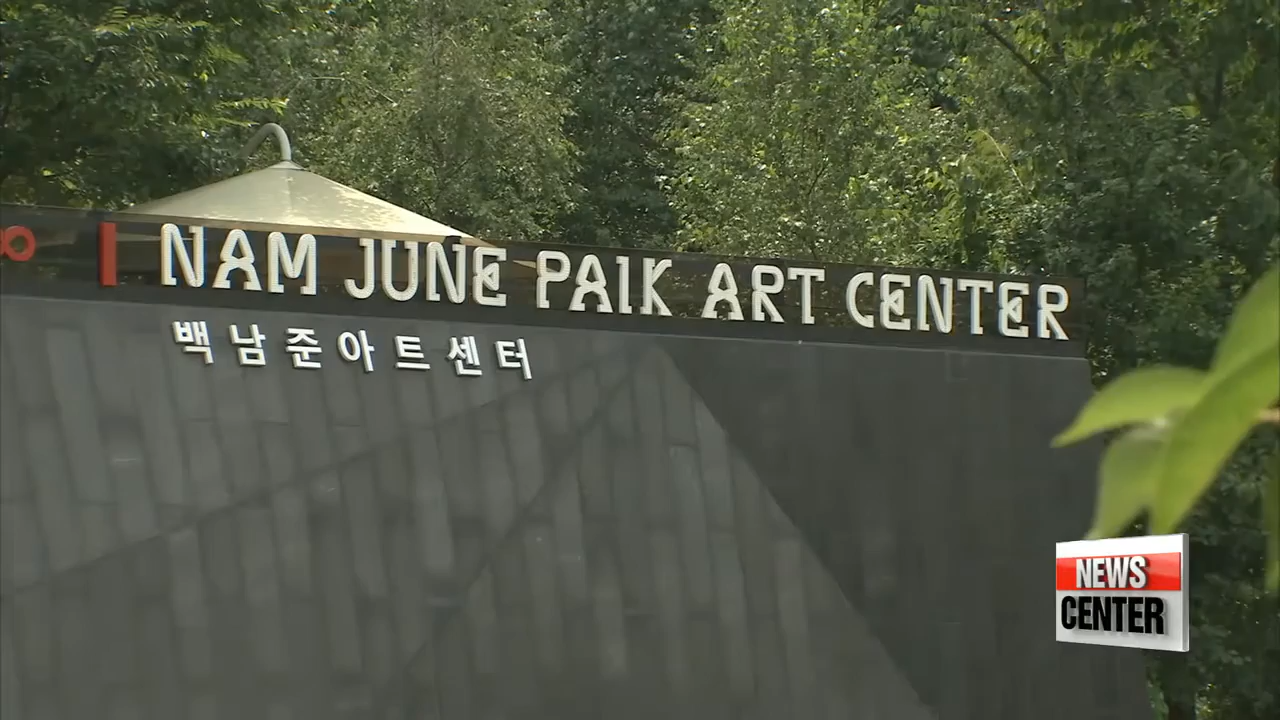 NAM JUNE PAIK ART CENTER
백남준아트센터
NEWS
CENTER